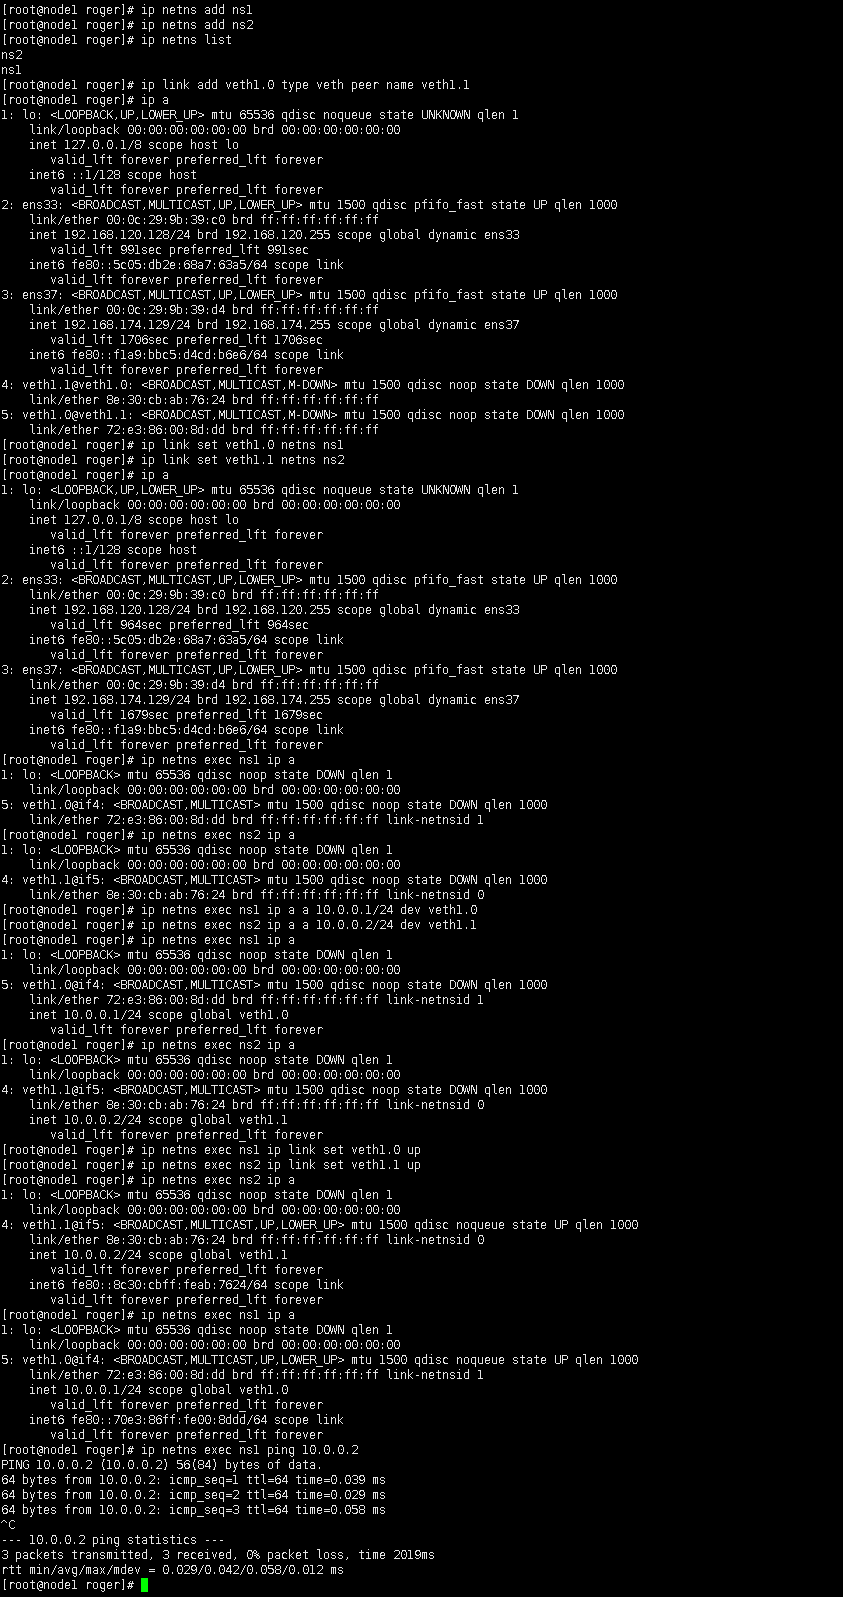 [root@node1 roger]# ip netns add ns1
[root@node1 roger]# ip netns add ns2
[root@node1 roger]# ip netns list
ns2
ns1
[root@node1 roger]# ip link add veth1.0 type veth peer name veth1.1
[root@node1 roger]# ip a
1: lo: <LOOPBACK,UP,LOWER_UP> mtu 65536 qdisc noqueue state UNKNOWN qlen 1
    link/loopback 00:00:00:00:00:00 brd 00:00:00:00:00:00
    inet 127.0.0.1/8 scope host lo
       valid_lft forever preferred_lft forever
    inet6 ::1/128 scope host
       valid_lft forever preferred_lft forever
2: ens33: <BROADCAST,MULTICAST,UP,LOWER_UP> mtu 1500 qdisc pfifo_fast state UP qlen 1000
    link/ether 00:0c:29:9b:39:c0 brd ff:ff:ff:ff:ff:ff
    inet 192.168.120.128/24 brd 192.168.120.255 scope global dynamic ens33
       valid_lft 991sec preferred_lft 991sec
    inet6 fe80::5c05:db2e:68a7:63a5/64 scope link
       valid_lft forever preferred_lft forever
3: ens37: <BROADCAST,MULTICAST,UP,LOWER_UP> mtu 1500 qdisc pfifo_fast state UP qlen 1000
    link/ether 00:0c:29:9b:39:d4 brd ff:ff:ff:ff:ff:ff
    inet 192.168.174.129/24 brd 192.168.174.255 scope global dynamic ens37
       valid_lft 1706sec preferred_lft 1706sec
    inet6 fe80::f1a9:bbc5:d4cd:b6e6/64 scope link
       valid_lft forever preferred_lft forever
4: veth1.1@veth1.0: <BROADCAST,MULTICAST,M-DOWN> mtu 1500 qdisc noop state DOWN qlen 1000
    link/ether 8e:30:cb:ab:76:24 brd ff:ff:ff:ff:ff:ff
5: veth1.0@veth1.1: <BROADCAST,MULTICAST,M-DOWN> mtu 1500 qdisc noop state DOWN qlen 1000
    link/ether 72:e3:86:00:8d:dd brd ff:ff:ff:ff:ff:ff
[root@node1 roger]# ip link set veth1.0 netns ns1
[root@node1 roger]# ip link set veth1.1 netns ns2
[root@node1 roger]# ip a
1: lo: <LOOPBACK,UP,LOWER_UP> mtu 65536 qdisc noqueue state UNKNOWN qlen 1
    link/loopback 00:00:00:00:00:00 brd 00:00:00:00:00:00
    inet 127.0.0.1/8 scope host lo
       valid_lft forever preferred_lft forever
    inet6 ::1/128 scope host
       valid_lft forever preferred_lft forever
2: ens33: <BROADCAST,MULTICAST,UP,LOWER_UP> mtu 1500 qdisc pfifo_fast state UP qlen 1000
    link/ether 00:0c:29:9b:39:c0 brd ff:ff:ff:ff:ff:ff
    inet 192.168.120.128/24 brd 192.168.120.255 scope global dynamic ens33
       valid_lft 964sec preferred_lft 964sec
    inet6 fe80::5c05:db2e:68a7:63a5/64 scope link
       valid_lft forever preferred_lft forever
3: ens37: <BROADCAST,MULTICAST,UP,LOWER_UP> mtu 1500 qdisc pfifo_fast state UP qlen 1000
    link/ether 00:0c:29:9b:39:d4 brd ff:ff:ff:ff:ff:ff
    inet 192.168.174.129/24 brd 192.168.174.255 scope global dynamic ens37
       valid_lft 1679sec preferred_lft 1679sec
    inet6 fe80::f1a9:bbc5:d4cd:b6e6/64 scope link
       valid_lft forever preferred_lft forever
[root@node1 roger]# ip netns exec ns1 ip a
1: lo: <LOOPBACK> mtu 65536 qdisc noop state DOWN qlen 1
    link/loopback 00:00:00:00:00:00 brd 00:00:00:00:00:00
5: veth1.0@if4: <BROADCAST,MULTICAST> mtu 1500 qdisc noop state DOWN qlen 1000
    link/ether 72:e3:86:00:8d:dd brd ff:ff:ff:ff:ff:ff link-netnsid 1
[root@node1 roger]# ip netns exec ns2 ip a
1: lo: <LOOPBACK> mtu 65536 qdisc noop state DOWN qlen 1
    link/loopback 00:00:00:00:00:00 brd 00:00:00:00:00:00
4: veth1.1@if5: <BROADCAST,MULTICAST> mtu 1500 qdisc noop state DOWN qlen 1000
    link/ether 8e:30:cb:ab:76:24 brd ff:ff:ff:ff:ff:ff link-netnsid 0
[root@node1 roger]# ip netns exec ns1 ip a a 10.0.0.1/24 dev veth1.0
[root@node1 roger]# ip netns exec ns2 ip a a 10.0.0.2/24 dev veth1.1
[root@node1 roger]# ip netns exec ns1 ip a
1: lo: <LOOPBACK> mtu 65536 qdisc noop state DOWN qlen 1
    link/loopback 00:00:00:00:00:00 brd 00:00:00:00:00:00
5: veth1.0@if4: <BROADCAST,MULTICAST> mtu 1500 qdisc noop state DOWN qlen 1000
    link/ether 72:e3:86:00:8d:dd brd ff:ff:ff:ff:ff:ff link-netnsid 1
    inet 10.0.0.1/24 scope global veth1.0
       valid_lft forever preferred_lft forever
[root@node1 roger]# ip netns exec ns2 ip a
1: lo: <LOOPBACK> mtu 65536 qdisc noop state DOWN qlen 1
    link/loopback 00:00:00:00:00:00 brd 00:00:00:00:00:00
4: veth1.1@if5: <BROADCAST,MULTICAST> mtu 1500 qdisc noop state DOWN qlen 1000
    link/ether 8e:30:cb:ab:76:24 brd ff:ff:ff:ff:ff:ff link-netnsid 0
    inet 10.0.0.2/24 scope global veth1.1
       valid_lft forever preferred_lft forever
[root@node1 roger]# ip netns exec ns1 ip link set veth1.0 up
[root@node1 roger]# ip netns exec ns2 ip link set veth1.1 up
[root@node1 roger]# ip netns exec ns2 ip a
1: lo: <LOOPBACK> mtu 65536 qdisc noop state DOWN qlen 1
    link/loopback 00:00:00:00:00:00 brd 00:00:00:00:00:00
4: veth1.1@if5: <BROADCAST,MULTICAST,UP,LOWER_UP> mtu 1500 qdisc noqueue state UP qlen 1000
    link/ether 8e:30:cb:ab:76:24 brd ff:ff:ff:ff:ff:ff link-netnsid 0
    inet 10.0.0.2/24 scope global veth1.1
       valid_lft forever preferred_lft forever
    inet6 fe80::8c30:cbff:feab:7624/64 scope link
       valid_lft forever preferred_lft forever
[root@node1 roger]# ip netns exec ns1 ip a
1: lo: <LOOPBACK> mtu 65536 qdisc noop state DOWN qlen 1
    link/loopback 00:00:00:00:00:00 brd 00:00:00:00:00:00
5: veth1.0@if4: <BROADCAST,MULTICAST,UP,LOWER_UP> mtu 1500 qdisc noqueue state UP qlen 1000
    link/ether 72:e3:86:00:8d:dd brd ff:ff:ff:ff:ff:ff link-netnsid 1
    inet 10.0.0.1/24 scope global veth1.0
       valid_lft forever preferred_lft forever
    inet6 fe80::70e3:86ff:fe00:8ddd/64 scope link
       valid_lft forever preferred_lft forever
[root@node1 roger]# ip netns exec ns1 ping 10.0.0.2
PING 10.0.0.2 (10.0.0.2) 56(84) bytes of data.
64 bytes from 10.0.0.2: icmp_seq=1 ttl=64 time=0.039 ms
64 bytes from 10.0.0.2: icmp_seq=2 ttl=64 time=0.029 ms
64 bytes from 10.0.0.2: icmp_seq=3 ttl=64 time=0.058 ms
^C
--- 10.0.0.2 ping statistics ---
3 packets transmitted, 3 received, 0% packet loss, time 2019ms
rtt min/avg/max/mdev = 0.029/0.042/0.058/0.012 ms
[root@node1 roger]#